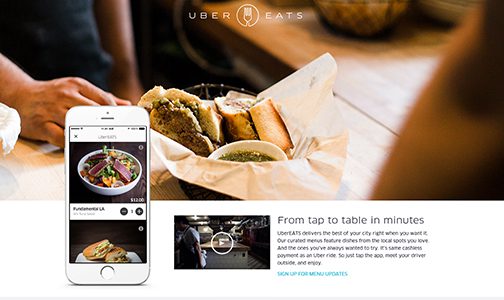 UBER EATS
UberEATS
$12.00
Fundamental LA
1
From tap to table in minutes
UberEATS delivers the best of your city right when you want it.
Our curated menus feature dishes from the local spots you love.
And the ones you've always wanted to try. It's same cashless
payment as an Uber ride. So just tap the app, meet your driver
outside, and enjoy.
SIGN UP FOR MENU UPDATES